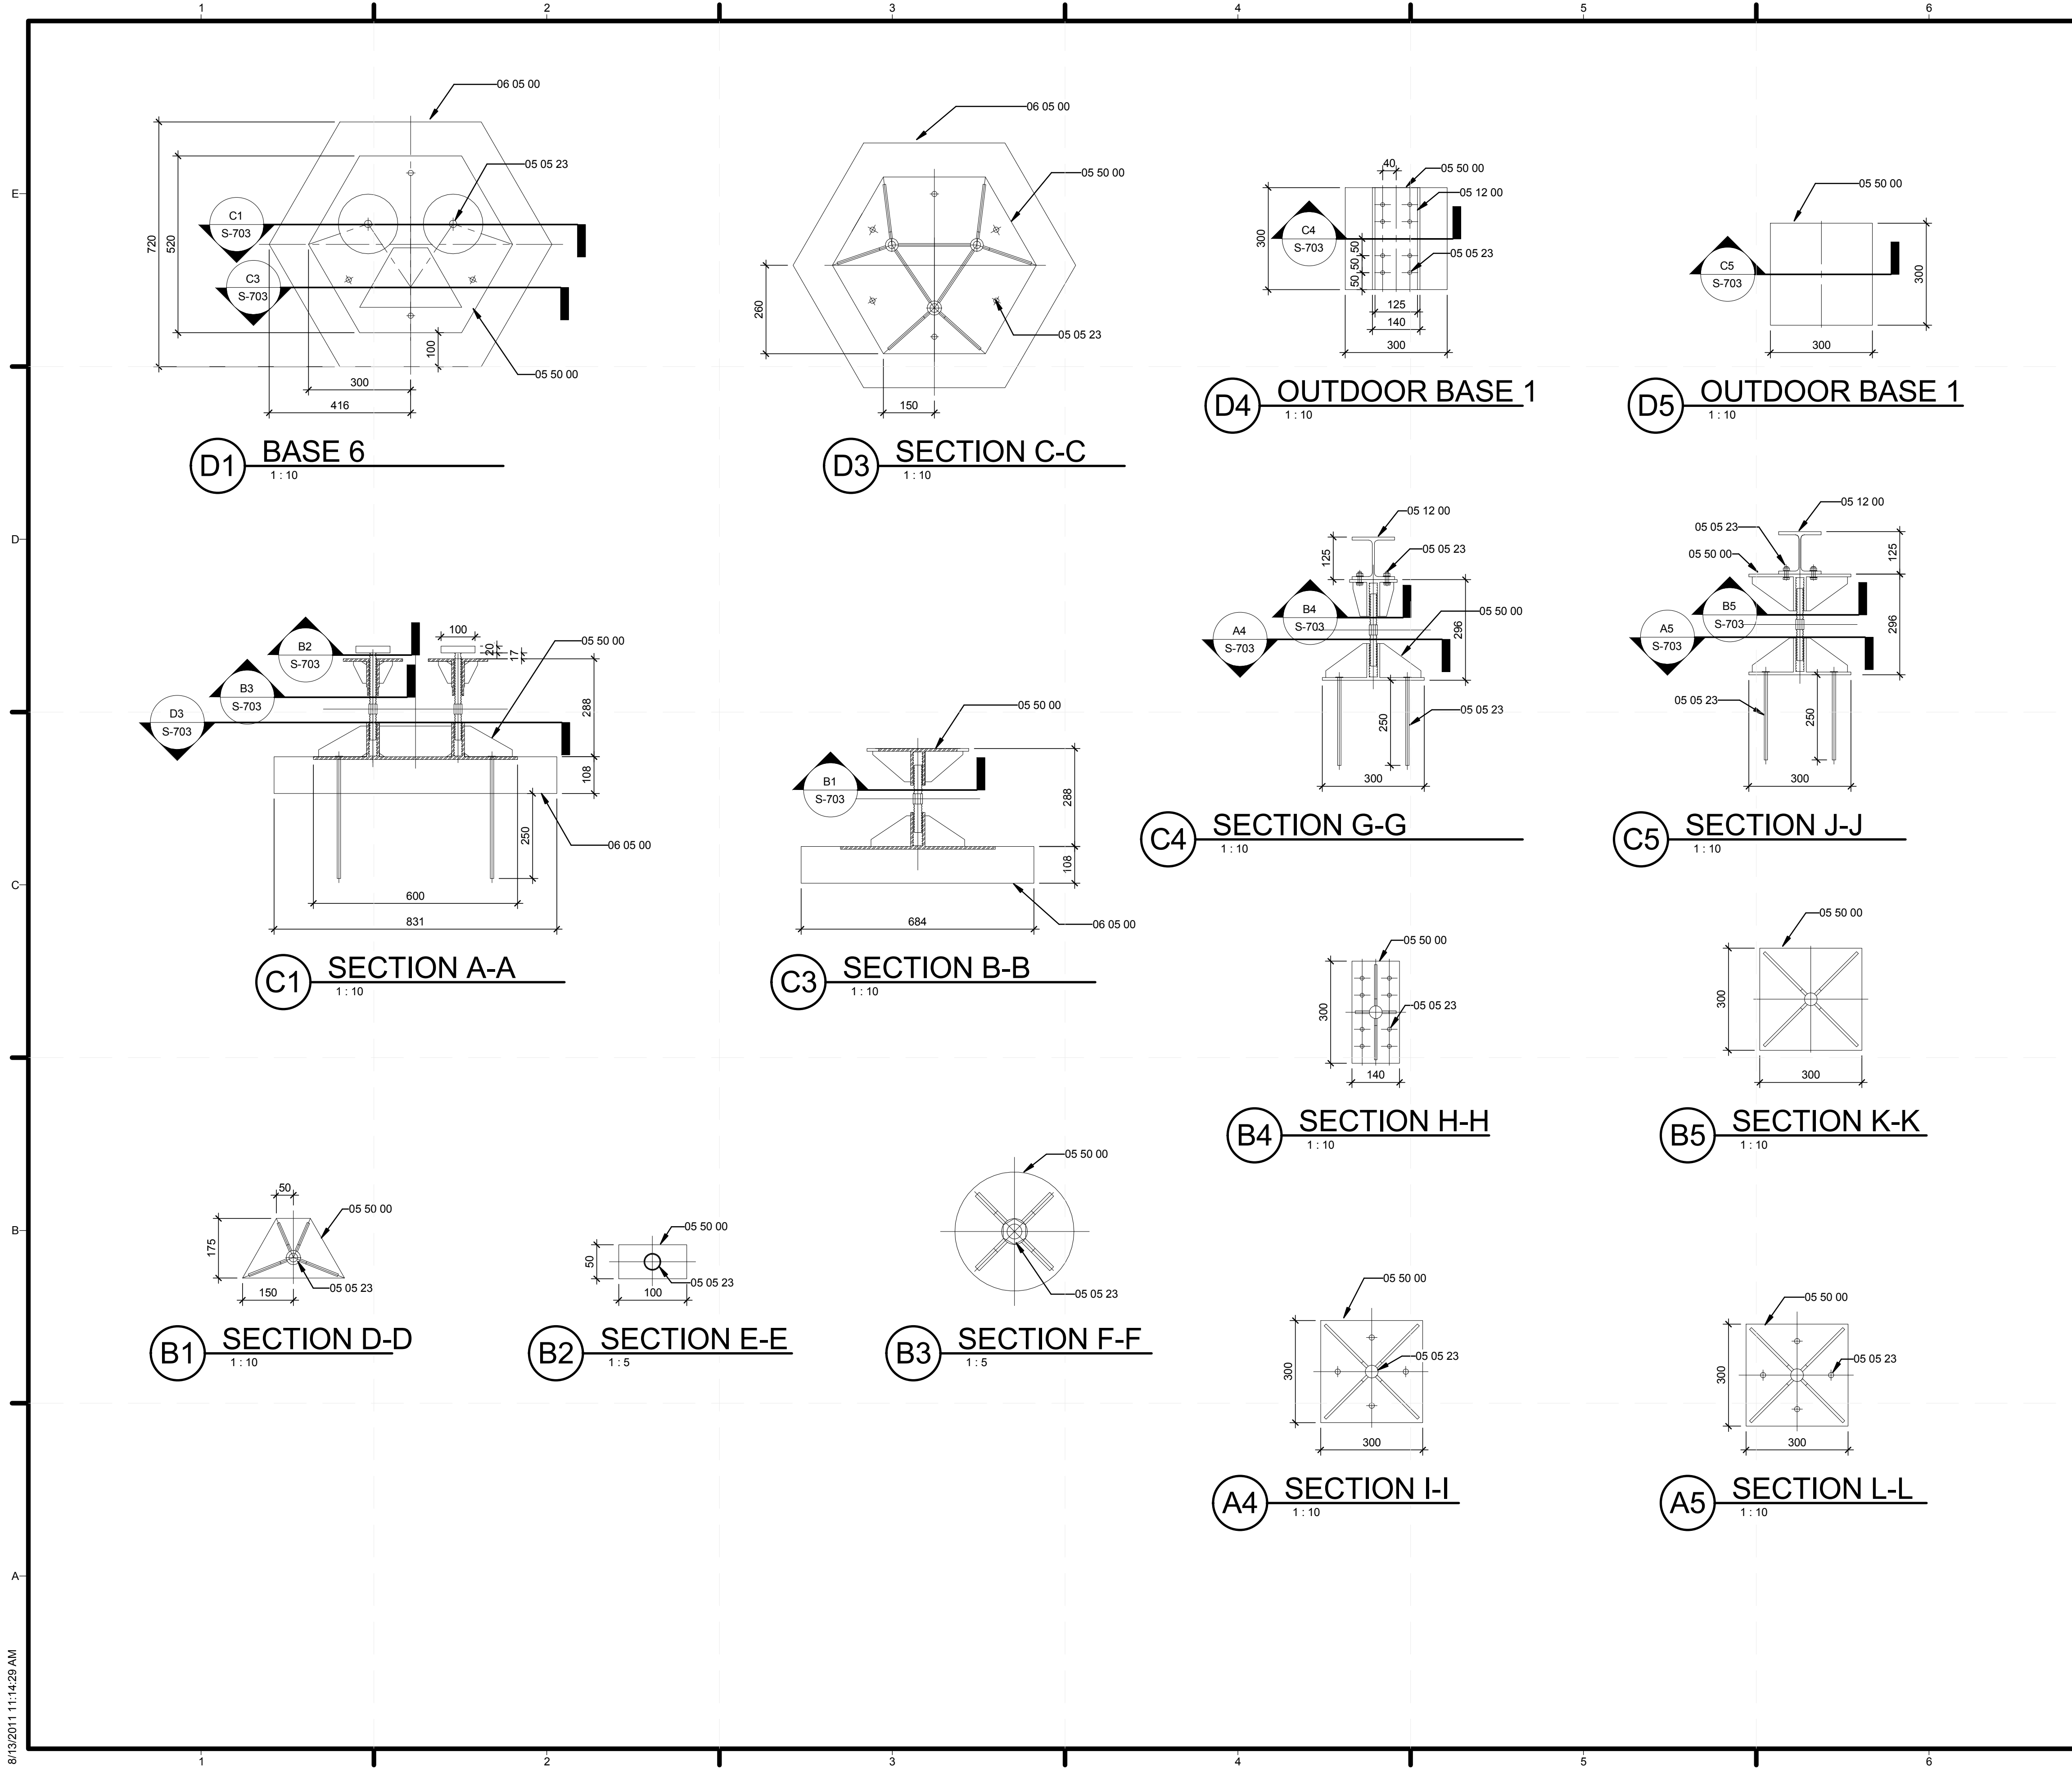 1
2
3
4
5
6
E
D
C
B
A
06 05 00
05 05 23
C1
S-703
C3
S-703
720
520
100
300
416
05 50 00
D1
BASE 6
1 : 10
06 05 00
05 50 00
260
05 05 23
150
D3
SECTION C-C
1 : 10
40
05 50 00
05 12 00
C4
S-703
300
50
50
50
05 05 23
125
140
300
D4
OUTDOOR BASE 1
1 : 10
05 50 00
C5
S-703
300
300
D5
OUTDOOR BASE 1
1 : 10
B2
S-703
B3
S-703
D3
S-703
100
20
17
05 50 00
288
108
250
06 05 00
600
831
C1
SECTION A-A
1 : 10
05 50 00
B1
S-703
288
108
684
06 05 00
C3
SECTION B-B
1 : 10
05 12 00
125
05 05 23
B4
S-703
A4
S-703
05 50 00
296
250
05 05 23
300
C4
SECTION G-G
1 : 10
05 12 00
05 05 23
05 50 00
125
B5
S-703
A5
S-703
296
05 05 23
250
300
C5
SECTION J-J
1 : 10
05 50 00
300
05 05 23
140
B4
SECTION H-H
1 : 10
05 50 00
300
300
B5
SECTION K-K
1 : 10
50
05 50 00
175
05 05 23
150
B1
SECTION D-D
1 : 10
05 50 00
50
05 05 23
100
B2
SECTION E-E
1 : 5
05 50 00
05 05 23
B3
SECTION F-F
1 : 5
05 50 00
05 05 23
300
300
A4
SECTION I-I
1 : 10
05 50 00
05 05 23
300
300
A5
SECTION L-L
1 : 10
8/13/2011 11:14:29 AM
1
2
3
4
5
6